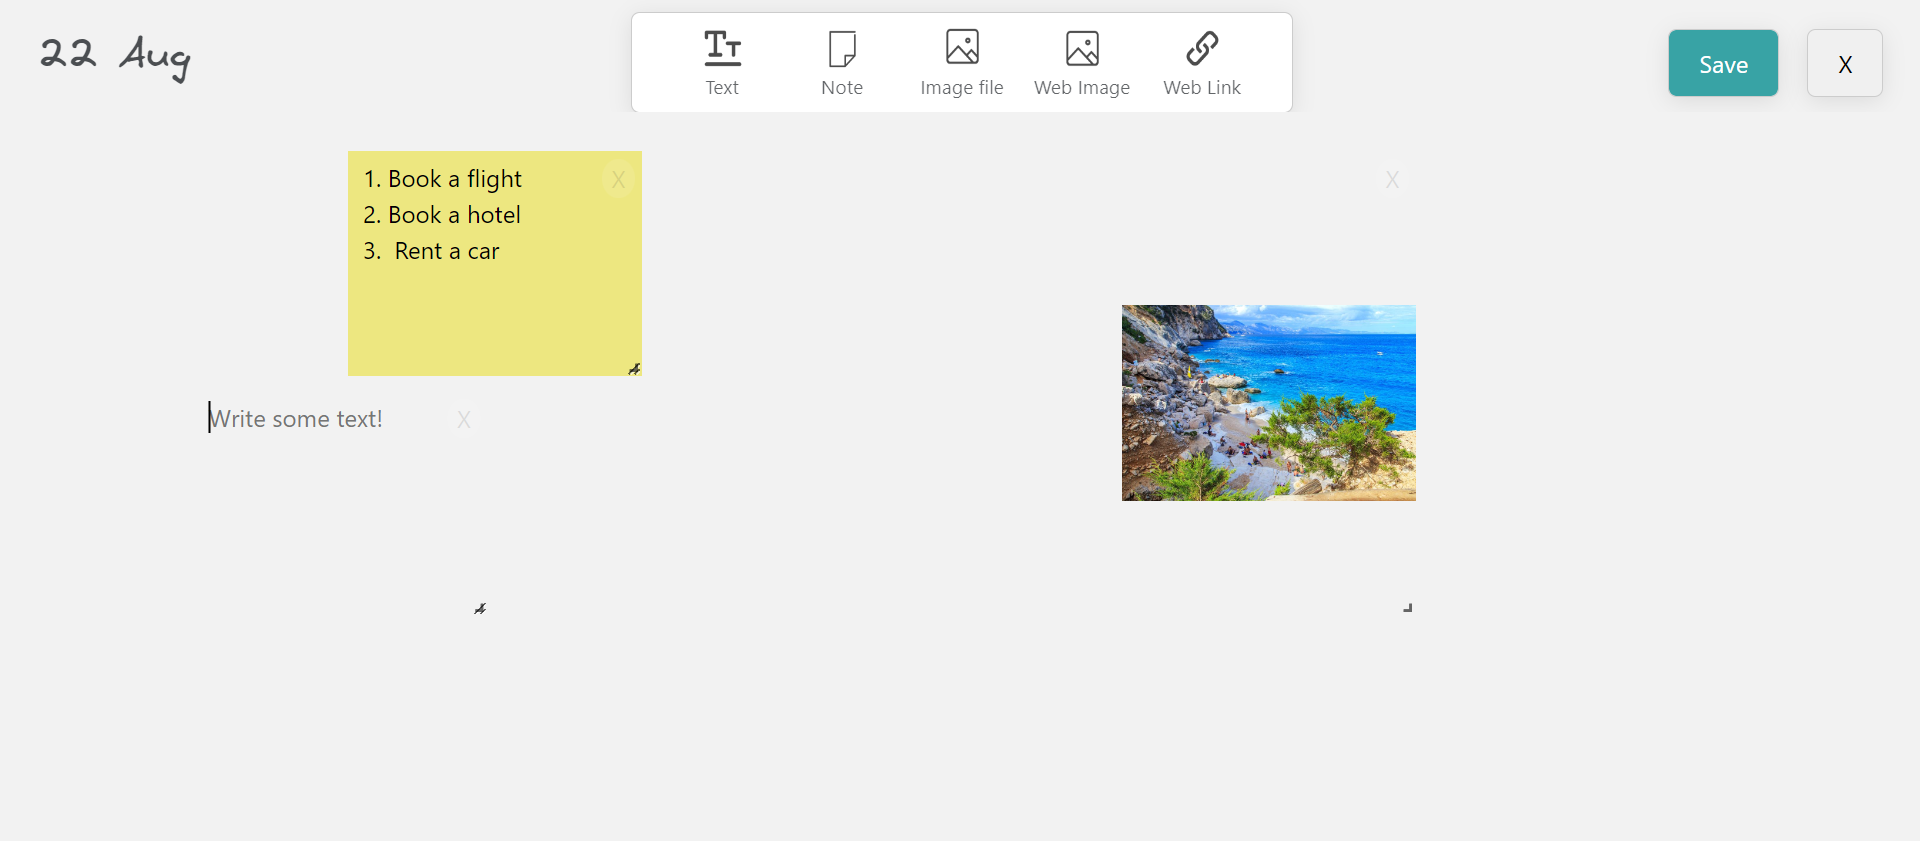 22 Aug
Text
Note
Image file
Web Image
Web Link
Save
X
1. Book a flight
X
2. Book a hotel
3.  Rent a car
X
Write some text!
X